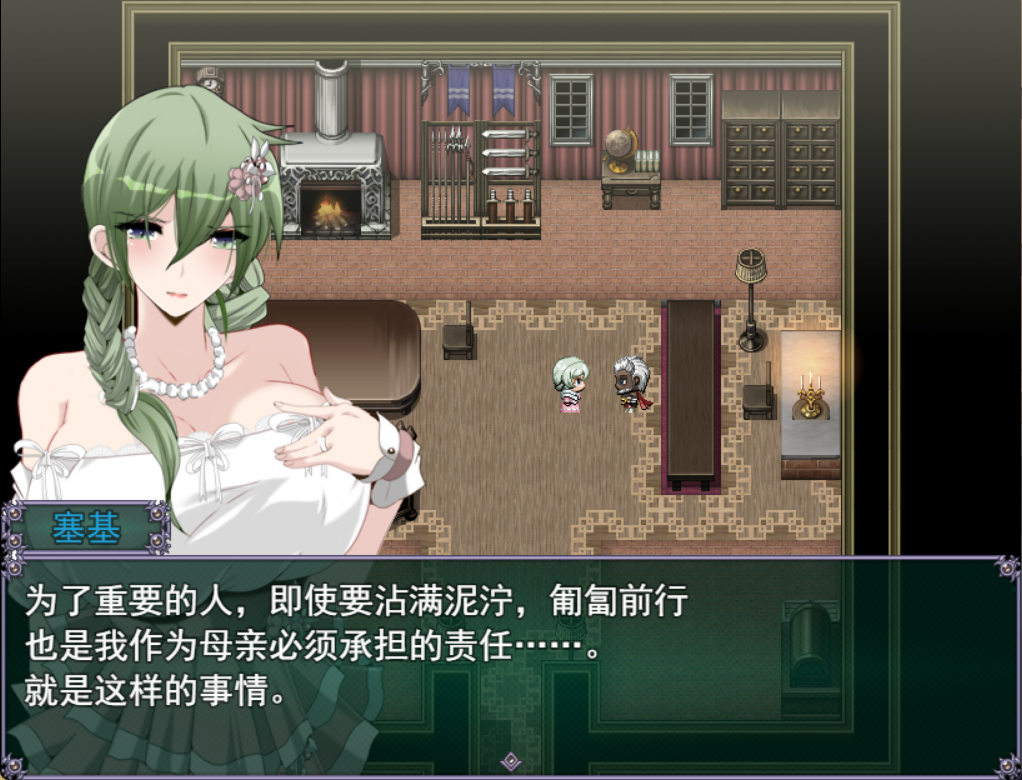 塞基
为了重要的人，即使要沾满泥泞，匍匐前行
也是我作为母亲必须承担的责任……。
就是这样的事情。